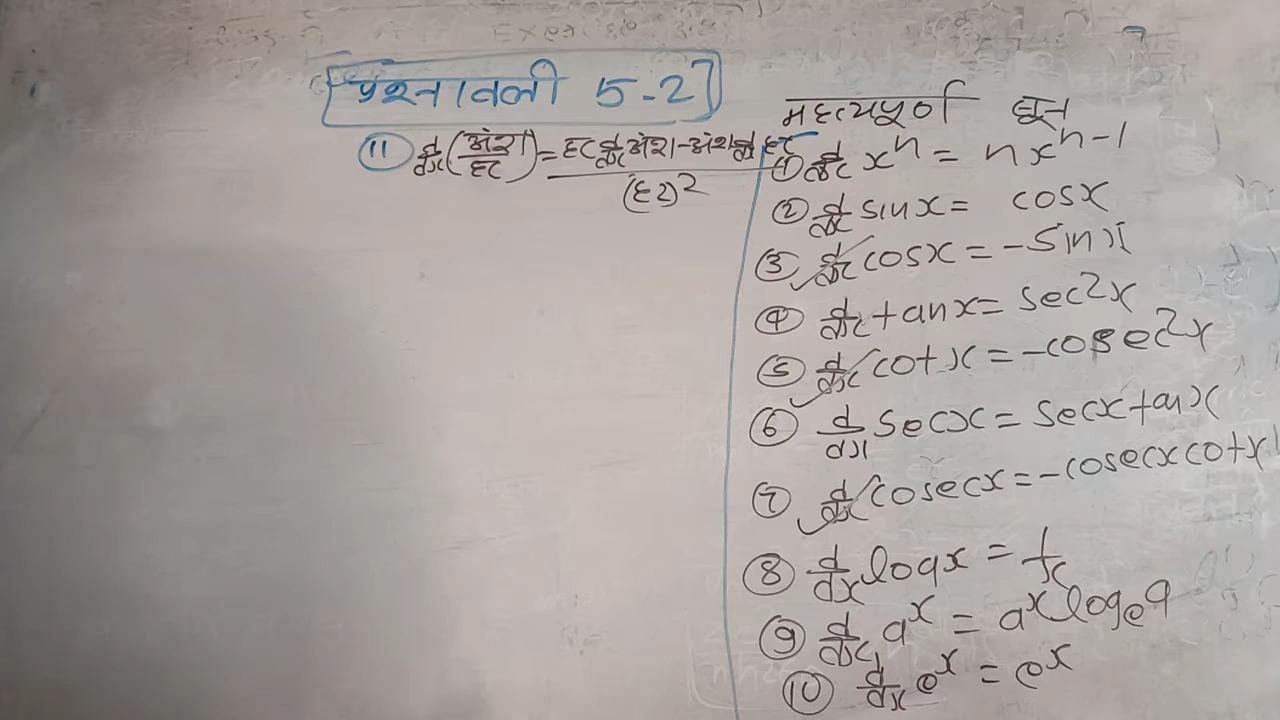 प्रश्नावली 5.2
⑪ d/dx (अंश/हर) = हर d/dx अंश - अंश d/dx हर / (हर)²
महत्वपूर्ण सूत्र
① d/dx xⁿ = nxⁿ⁻¹
② d/dx sinx = cosx
③ d/dx cosx = -sinx
④ d/dx tanx = sec²x
⑤ d/dx cotx = -cosec²x
⑥ d/dx secx = secx tanx
⑦ d/dx cosecx = -cosecx cotx
⑧ d/dx logx = 1/x
⑨ d/dx aˣ = aˣ logₑa
⑩ d/dx eˣ = eˣ